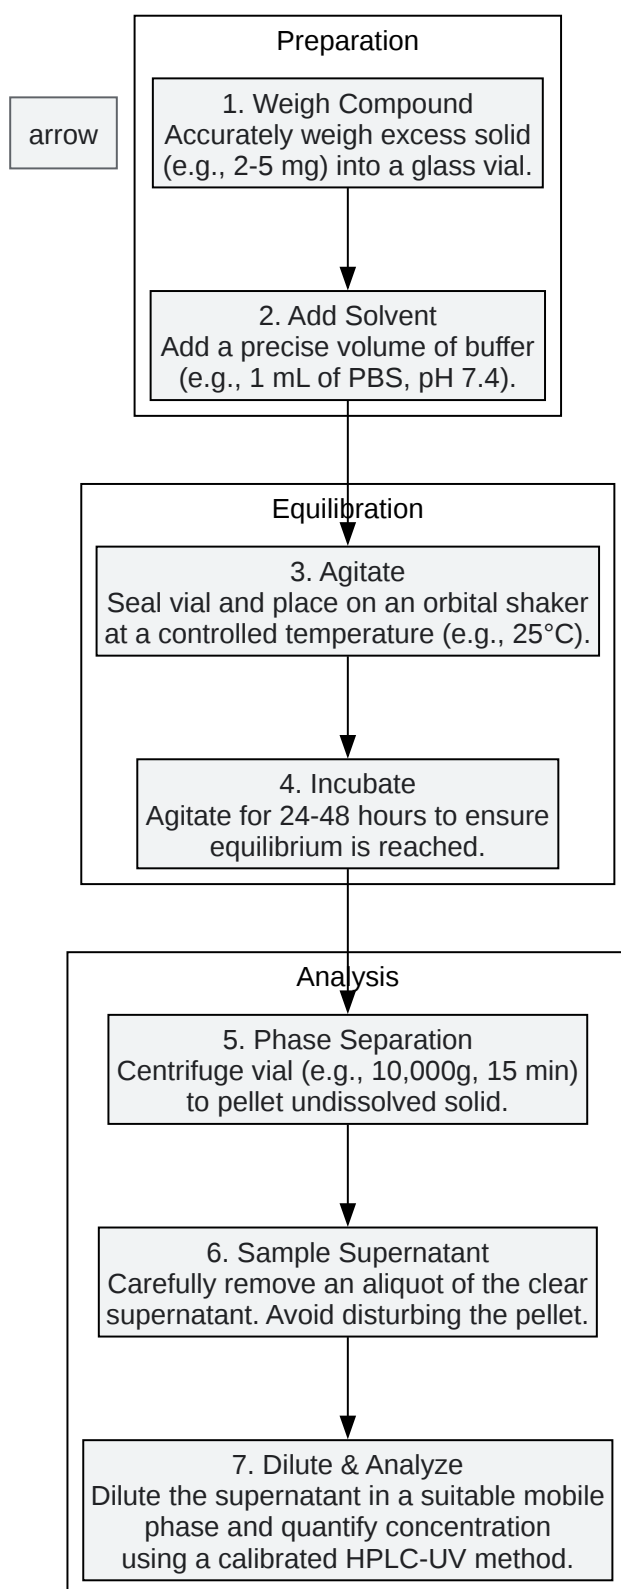 Preparation
arrow
1. Weigh Compound
Accurately weigh excess solid
(e.g., 2-5 mg) into a glass vial.
2. Add Solvent
Add a precise volume of buffer
(e.g., 1 mL of PBS, pH 7.4).
Equilibration
3. Agitate
Seal vial and place on an orbital shaker
at a controlled temperature (e.g., 25°C).
4. Incubate
Agitate for 24-48 hours to ensure
equilibrium is reached.
Analysis
5. Phase Separation
Centrifuge vial (e.g., 10,000g, 15 min)
to pellet undissolved solid.
6. Sample Supernatant
Carefully remove an aliquot of the clear
supernatant. Avoid disturbing the pellet.
7. Dilute & Analyze
Dilute the supernatant in a suitable mobile
phase and quantify concentration
using a calibrated HPLC-UV method.